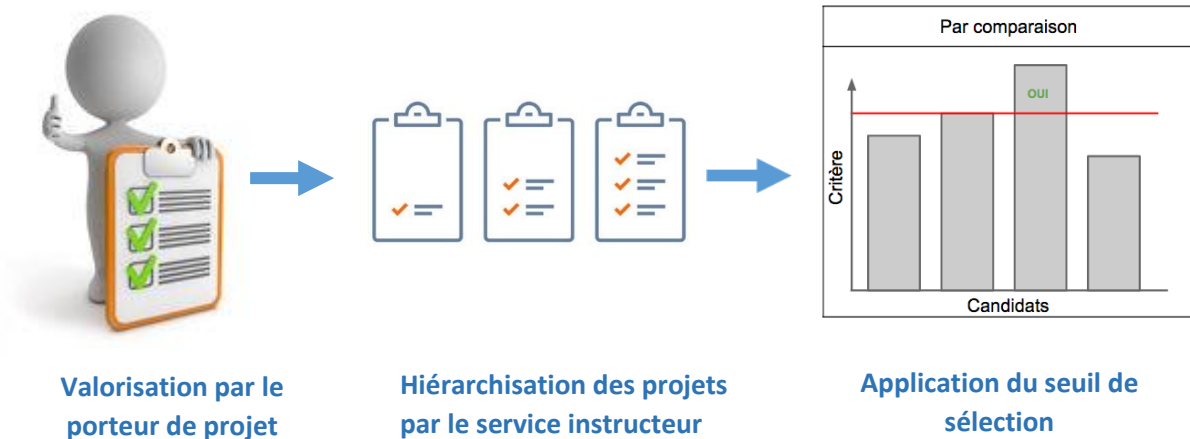 Par comparaison
OUI
Critère
Candidats
Valorisation par le
porteur de projet
Hiérarchisation des projets
par le service instructeur
Application du seuil de
sélection